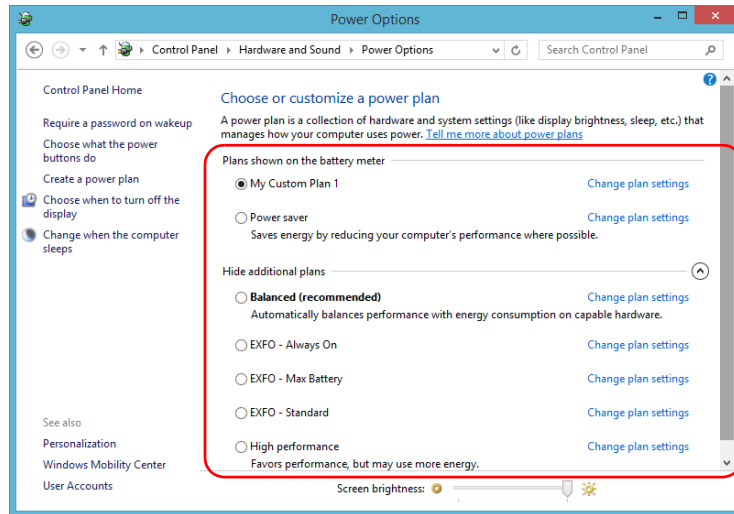 Power Options
Control Panel Hardware and Sound Power Options
Search Control Panel
Control Panel Home
Require a password on wakeup
Choose what the power
buttons do
Create a power plan
Choose when to turn off the
display
Change when the computer
sleeps
See also
Personalization
Windows Mobility Center
User Accounts
Choose or customize a power plan
A power plan is a collection of hardware and system settings (like display brightness, sleep, etc.) that
manages how your computer uses power. Tell me more about power plans
Plans shown on the battery meter
My Custom Plan 1 Change plan settings
Power saver Change plan settings
Saves energy by reducing your computer's performance where possible.
Hide additional plans
Balanced (recommended) Change plan settings
Automatically balances performance with energy consumption on capable hardware.
EXFO - Always On Change plan settings
EXFO - Max Battery Change plan settings
EXFO - Standard Change plan settings
High performance Change plan settings
Favors performance, but may use more energy.
Screen brightness: